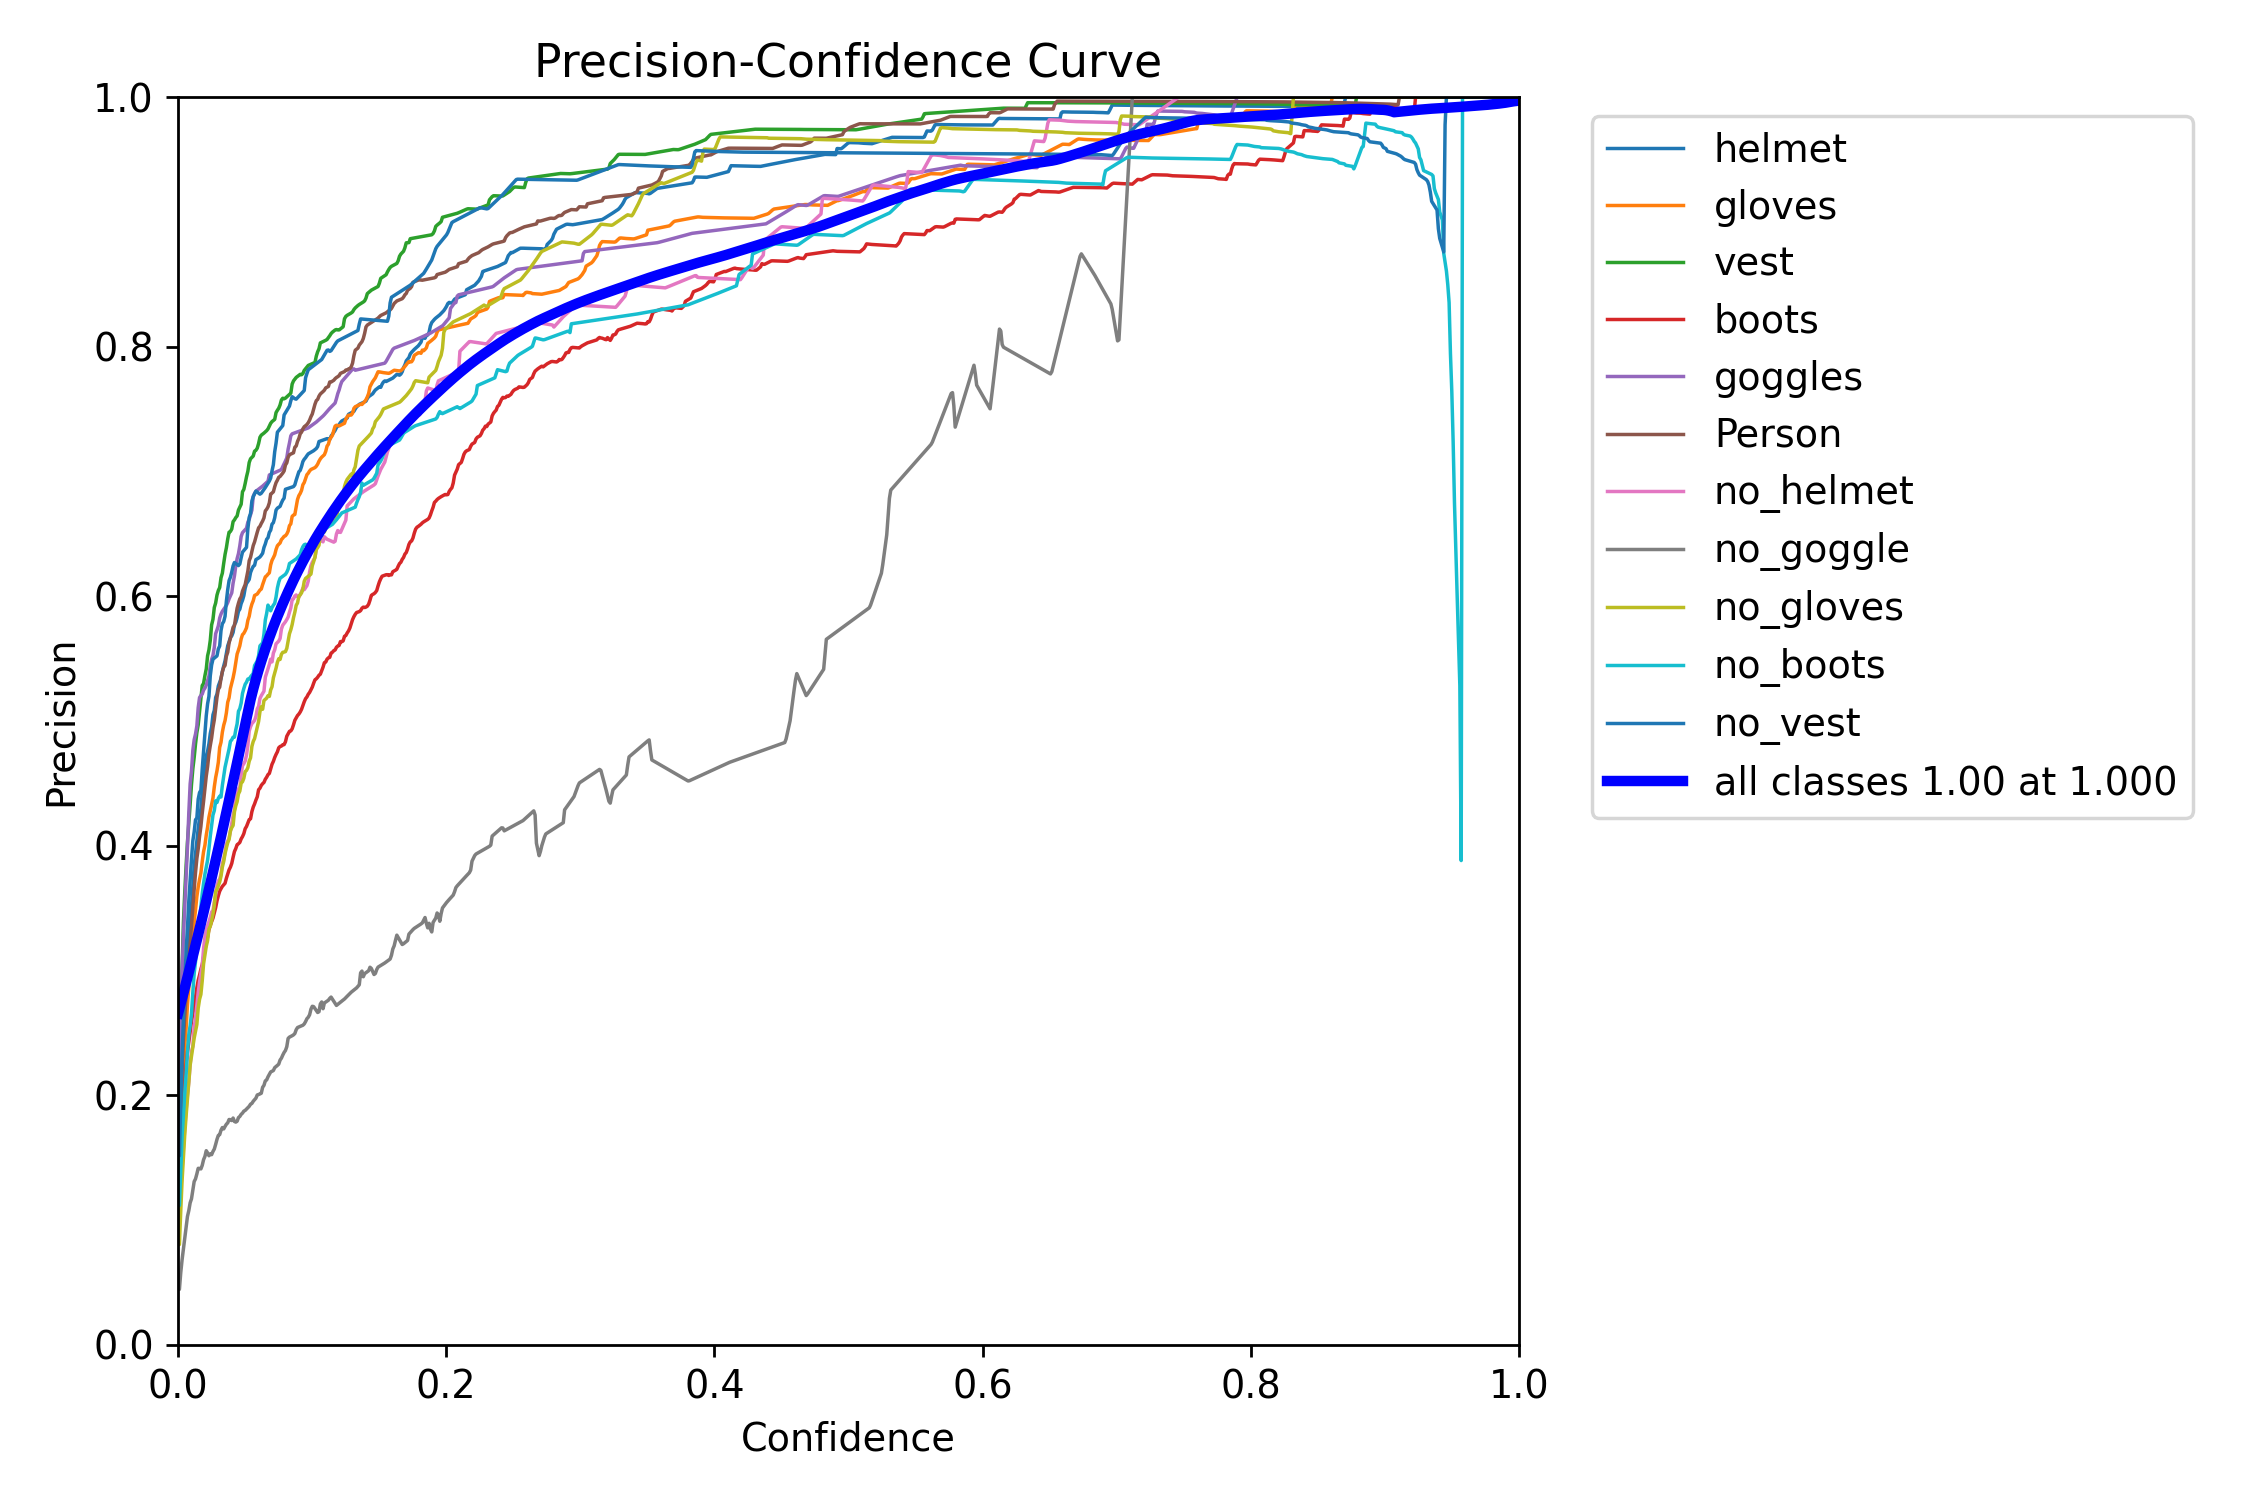 Precision-Confidence Curve
1.0
0.8
0.6
0.4
0.2
0.0
Precision
0.0 0.2 0.4 0.6 0.8 1.0
Confidence
helmet
gloves
vest
boots
goggles
Person
no_helmet
no_goggle
no_gloves
no_boots
no_vest
all classes 1.00 at 1.000